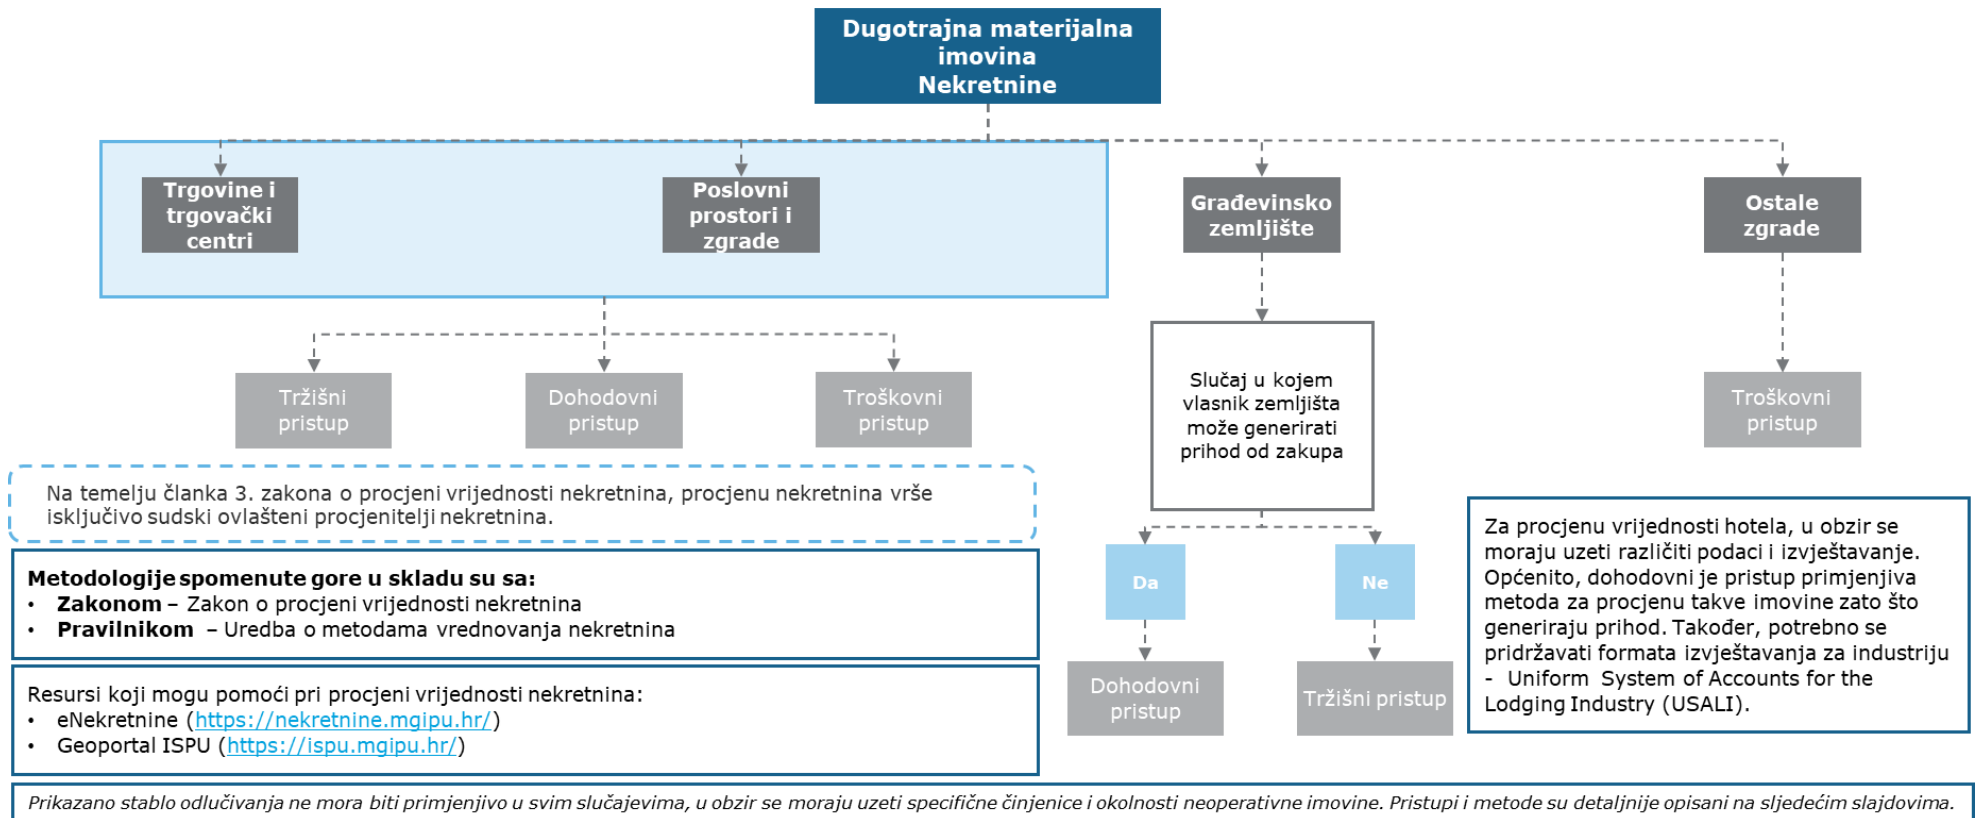 Dugotrajna materijalna
imovina
Nekretnine
Trgovine i
trgovački
centri
Poslovni
prostori i
zgrade
Građevinsko
zemljište
Ostale
zgrade
Tržišni
pristup
Dohodovni
pristup
Troškovni
pristup
Slučaj u kojem
vlasnik zemljišta
može generirati
prihod od zakupa
Troškovni
pristup
Na temelju članka 3. zakona o procjeni vrijednosti nekretnina, procjenu nekretnina vrše
isključivo sudski ovlašteni procjenitelji nekretnina.
Metodologije spomenute gore u skladu su sa:
• Zakonom – Zakon o procjeni vrijednosti nekretnina
• Pravilnikom – Uredba o metodama vrednovanja nekretnina
Resursi koji mogu pomoći pri procjeni vrijednosti nekretnina:
• eNekretnine (https://nekretnine.mgipu.hr/)
• Geoportal ISPU (https://ispu.mgipu.hr/)
Da
Ne
Dohodovni
pristup
Tržišni pristup
Za procjenu vrijednosti hotela, u obzir se
moraju uzeti različiti podaci i izvještavanje.
Općenito, dohodovni je pristup primjenjiva
metoda za procjenu takve imovine zato što
generiraju prihod. Također, potrebno se
pridržavati formata izvještavanja za industriju
- Uniform System of Accounts for the
Lodging Industry (USALI).
Prikazano stablo odlučivanja ne mora biti primjenjivo u svim slučajevima, u obzir se moraju uzeti specifične činjenice i okolnosti neoperativne imovine. Pristupi i metode su detaljnije opisani na sljedećim slajdovima.